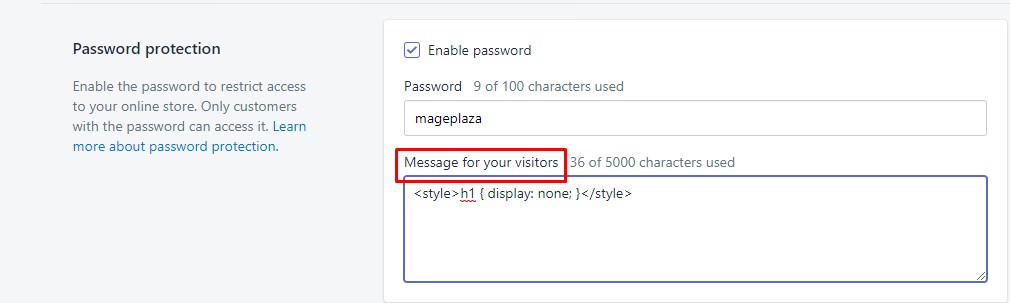 Password protection
Enable the password to restrict access
to your online store. Only customers
with the password can access it. Learn
more about password protection.
Enable password
Password 9 of 100 characters used
mageplaza
Message for your visitors 36 of 5000 characters used
<style>h1 { display: none; }</style>